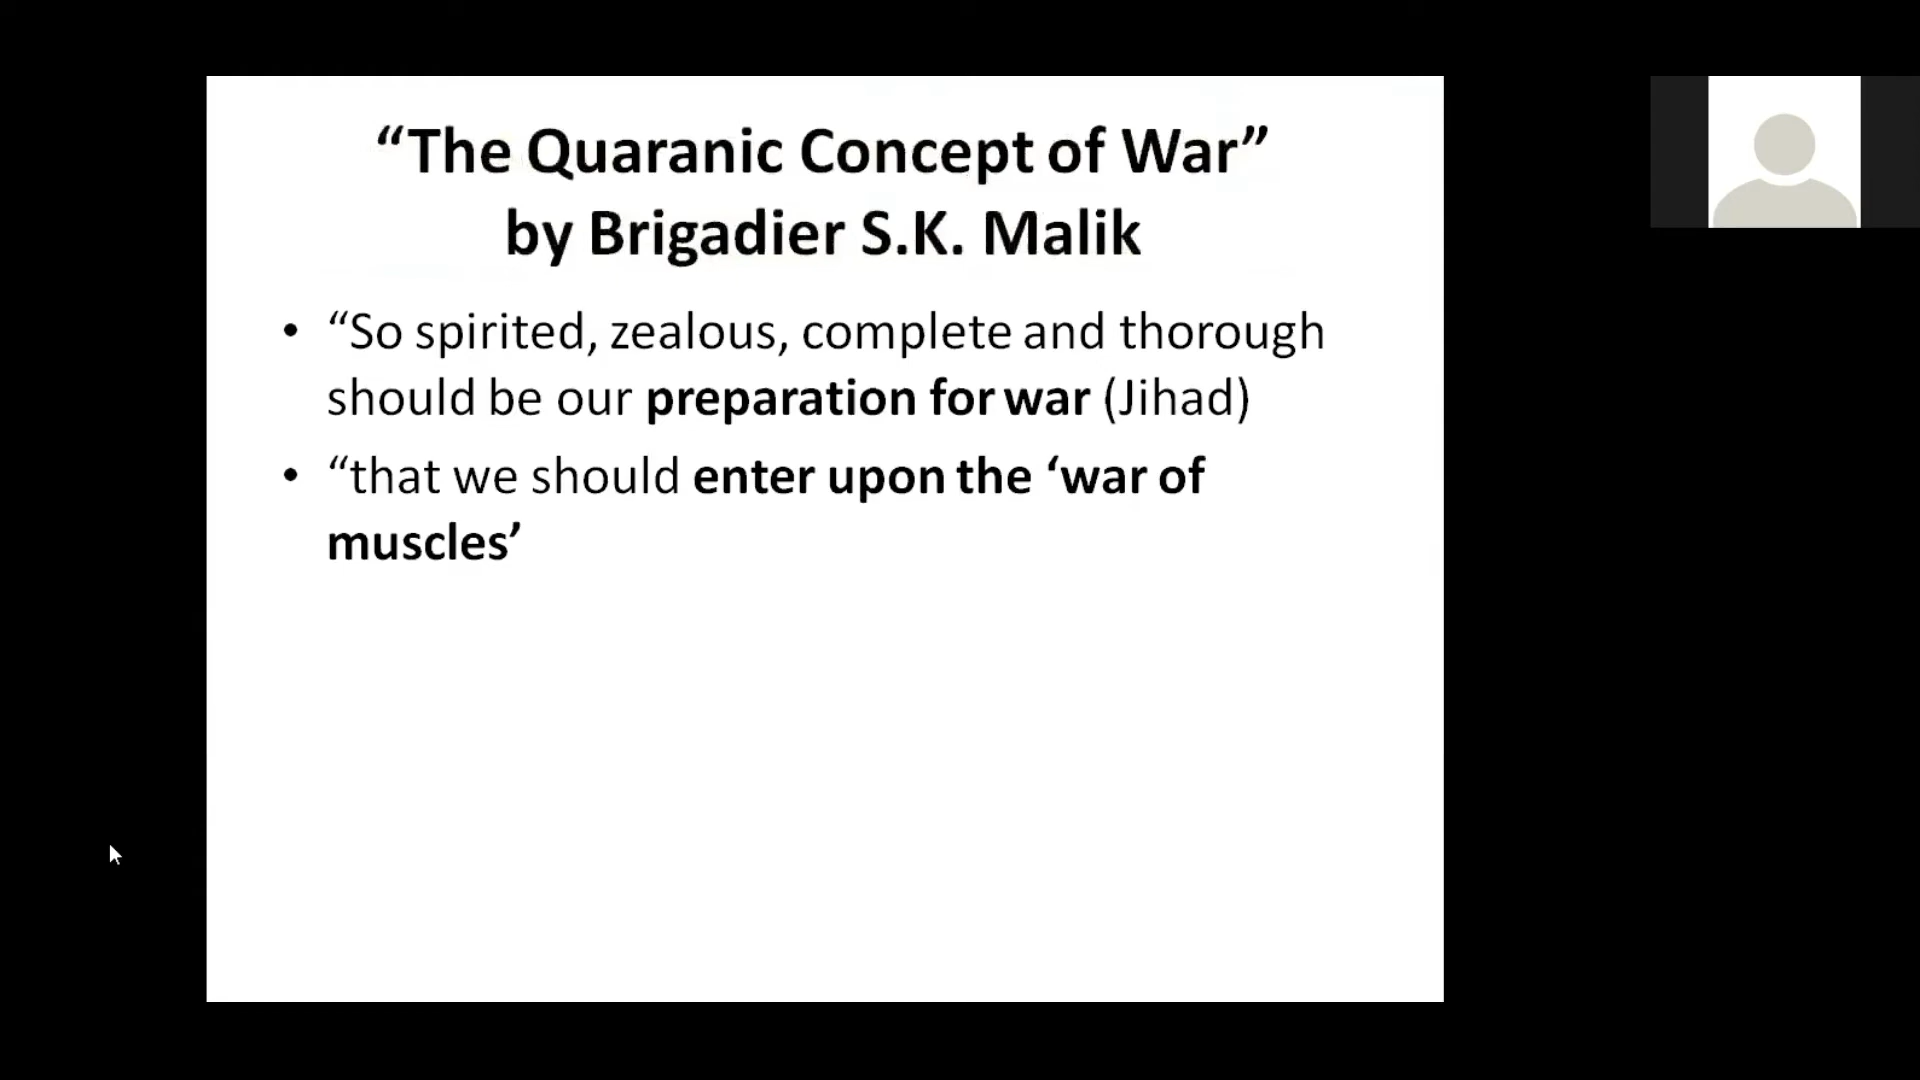 “The Quaranic Concept of War”
by Brigadier S.K. Malik
• “So spirited, zealous, complete and thorough
should be our preparation for war (Jihad)
• “that we should enter upon the ‘war of
muscles’